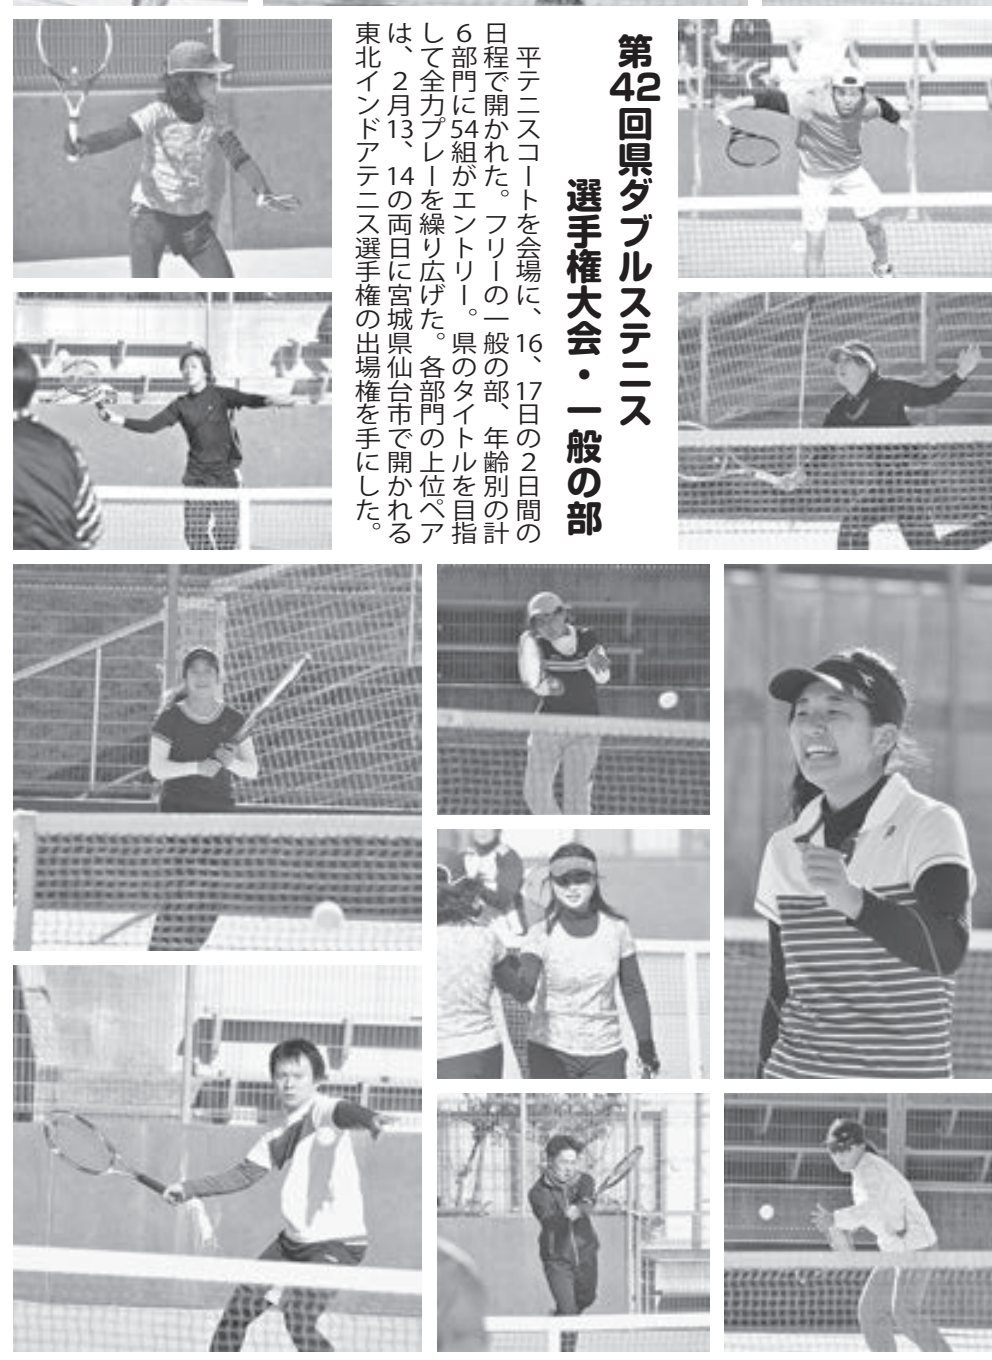 第42回県ダブルステニス
選手権大会・一般の部
平テニスコートを会場に、16、17日の２日間の
日程で開かれた。フリーの一般の部、年齢別の計
６部門に54組がエントリー。県のタイトルを目指
して全力プレーを繰り広げた。各部門の上位ペア
は、２月13、14の両日に宮城県仙台市で開かれる
東北インドアテニス選手権の出場権を手にした。